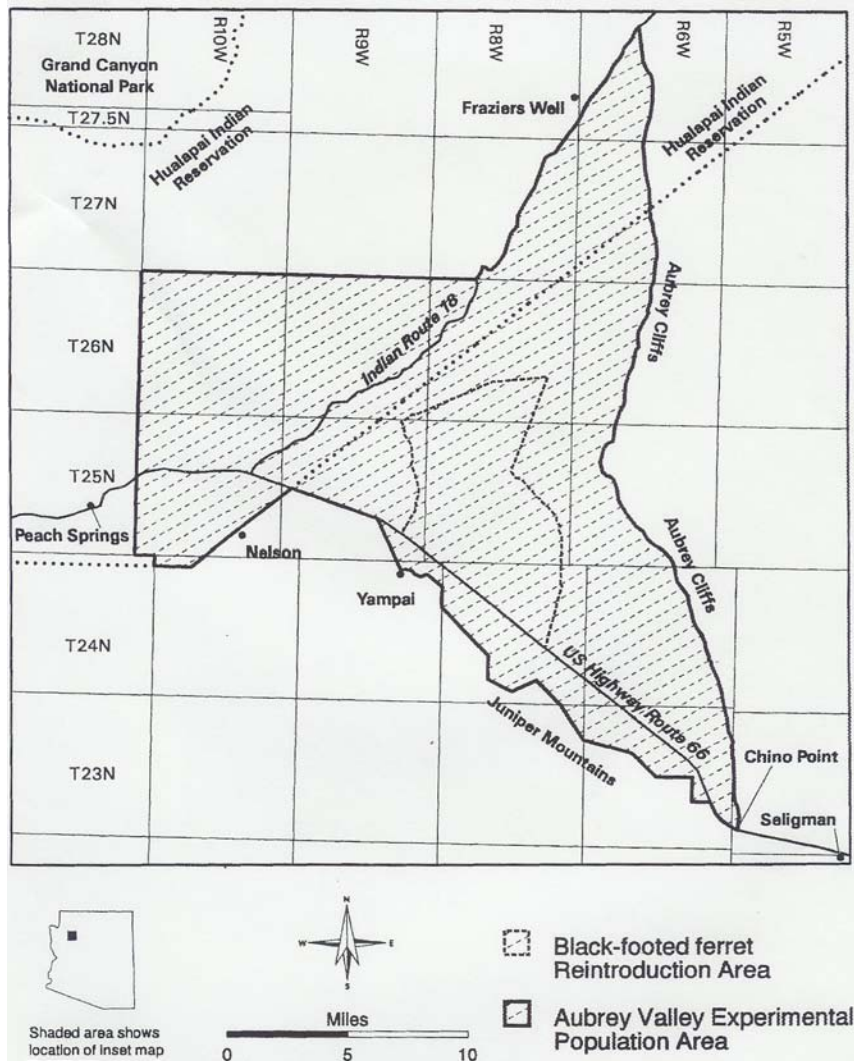 T28N
R10W
R9W
R8W
R6W
R5W
Grand Canyon
National Park
Fraziers Well
T27.5N
Hualapai Indian
Reservation
Hualapai Indian
Reservation
T27N
Aubrey Cliffs
Indian Route 18
T26N
T25N
Peach Springs
Nelson
Aubrey Cliffs
Yampai
T24N
US Highway Route 66
Juniper Mountains
T23N
Chino Point
Seligman
N
W
E
S
Black-footed ferret
Reintroduction Area
Miles
0
5
10
Aubrey Valley Experimental
Population Area
Shaded area shows
location of inset map